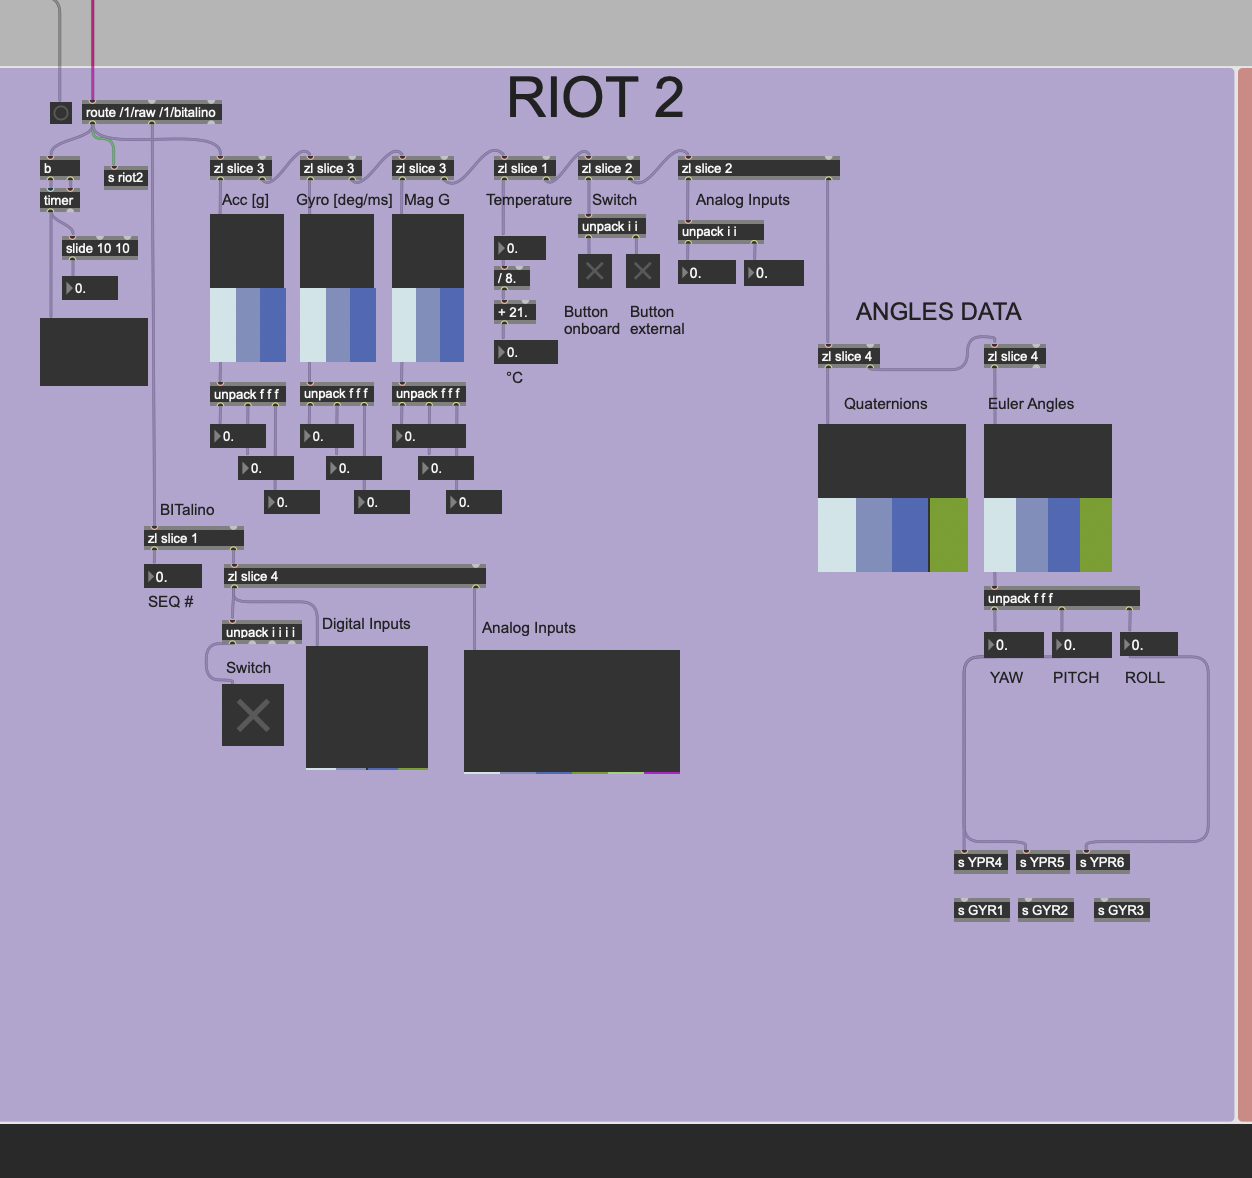 RIOT 2
route /1/raw /1/bitalino
b
s riot2
timer
slide 10 10
0.
zl slice 3
zl slice 3
zl slice 3
zl slice 1
zl slice 2
zl slice 2
Acc [g]
Gyro [deg/ms]
Mag G
Temperature
Switch
Analog Inputs
unpack i i
unpack i i
0.
/ 8.
+ 21.
0.
°C
0.
0.
Button
onboard
Button
external
ANGLES DATA
zl slice 4
zl slice 4
Quaternions
Euler Angles
unpack f f f
unpack f f f
unpack f f f
0.
0.
0.
0.
0.
0.
0.
0.
0.
BITalino
zl slice 1
0.
SEQ #
zl slice 4
unpack i i i i
Digital Inputs
Analog Inputs
Switch
unpack f f f
0.
0.
0.
YAW
PITCH
ROLL
s YPR4
s YPR5
s YPR6
s GYR1
s GYR2
s GYR3